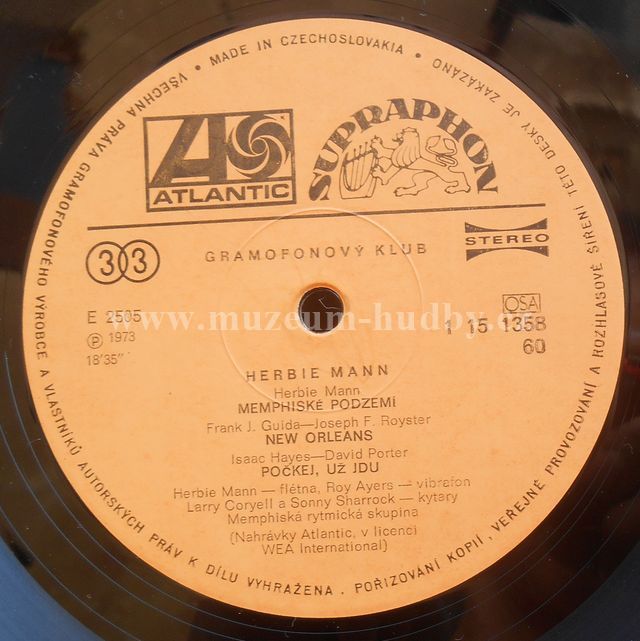 VŠECHNA PRÁVA GRAMOFONOVÉHO VÝROBCE A VLASTNÍKŮ AUTORSKÝCH PRÁV K DÍLU VYHRAŽENA . POŘIZOVÁNÍ KOPIÍ, VEŘEJNÉ PROVOZOVÁNÍ A ROZHLASOVÉ ŠÍŘENÍ TÉTO DESKY JE ZAKÁZÁNO
• MADE IN CZECHOSLOVAKIA •
ATLANTIC
SUPRAPHON
33
GRAMOFONOVÝ KLUB
STEREO
E 2505
Ⓟ 1973
18'35"
OSA
1 15 1358
60
www.muzeum-hudby.cz
HERBIE MANN
Herbie Mann
MEMPHISKÉ PODZEMÍ
Frank J. Guida—Joseph F. Royster
NEW ORLEANS
Isaac Hayes—David Porter
POČKEJ, UŽ JDU
Herbie Mann — flétna, Roy Ayers — vibrafon
Larry Coryell a Sonny Sharrock — kytary
Memphiská rytmická skupina
(Nahrávky Atlantic, v licenci
WEA International)